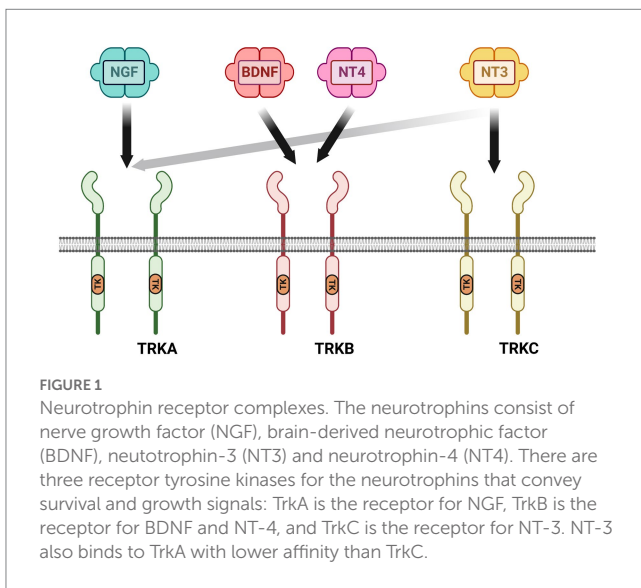 NGF BDNF NT4 NT3
TK TK TK TK TK TK
TRKA TRKB TRKC
FIGURE 1
Neurotrophin receptor complexes. The neurotrophins consist of
nerve growth factor (NGF), brain-derived neurotrophic factor
(BDNF), neutotrophin-3 (NT3) and neurotrophin-4 (NT4). There are
three receptor tyrosine kinases for the neurotrophins that convey
survival and growth signals: TrkA is the receptor for NGF, TrkB is the
receptor for BDNF and NT-4, and TrkC is the receptor for NT-3. NT-3
also binds to TrkA with lower affinity than TrkC.